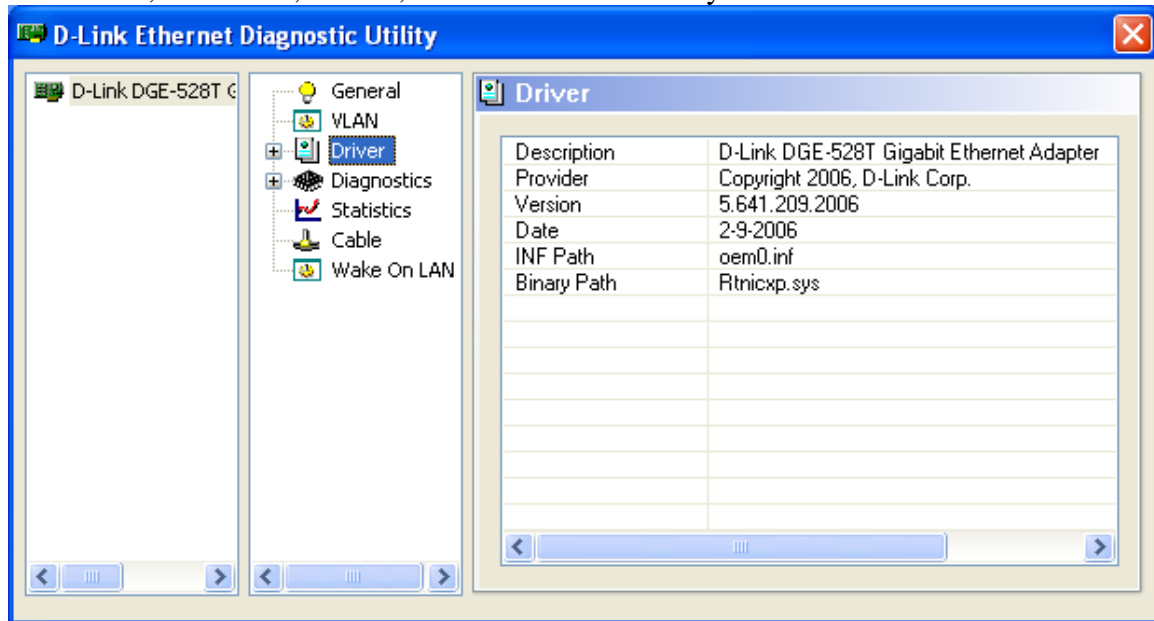 D-Link Ethernet Diagnostic Utility
D-Link DGE-528T G
General
VLAN
Driver
Diagnostics
Statistics
Cable
Wake On LAN
Driver
Description D-Link DGE-528T Gigabit Ethernet Adapter
Provider Copyright 2006, D-Link Corp.
Version 5.641.209.2006
Date 2-9-2006
INF Path oem0.inf
Binary Path Rtnicxp.sys